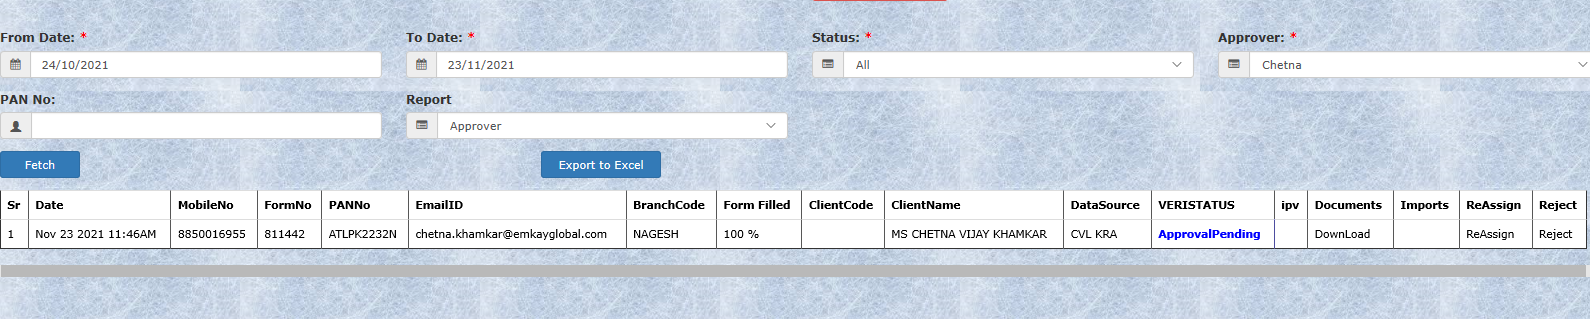 From Date: * To Date: * Status: * Approver: *
24/10/2021 23/11/2021 All Chetna
PAN No: Report
Approver
Fetch Export to Excel
Sr Date MobileNo FormNo PANNo EmailID BranchCode Form Filled ClientCode ClientName DataSource VERISTATUS ipv Documents Imports ReAssign Reject
1 Nov 23 2021 11:46AM 8850016955 811442 ATLPK2232N chetna.khamkar@emkayglobal.com NAGESH 100 % MS CHETNA VIJAY KHAMKAR CVL KRA ApprovalPending DownLoad ReAssign Reject